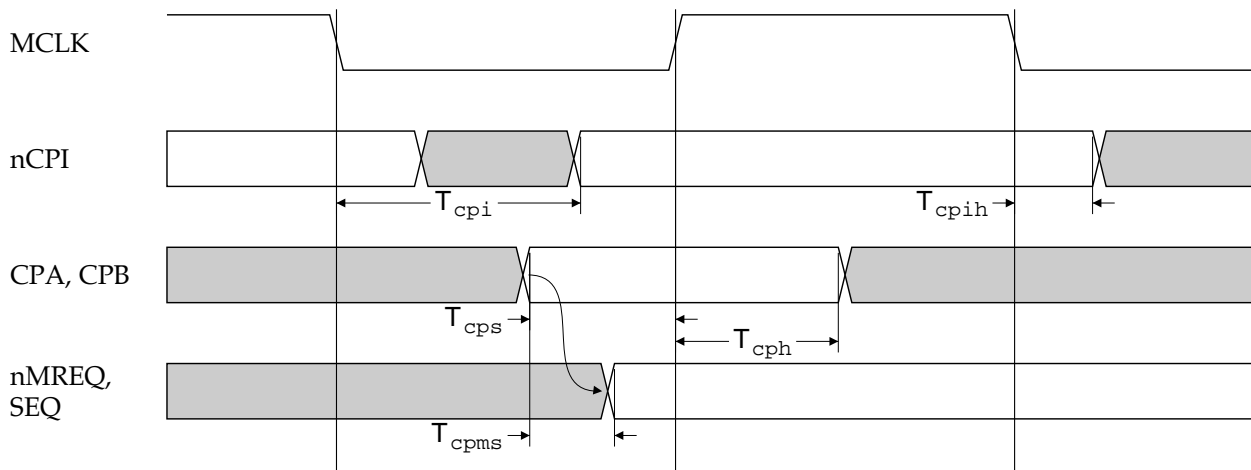 MCLK
nCPI
Tcpi
Tcpih
CPA, CPB
Tcps
Tcph
nMREQ,
SEQ
Tcpms